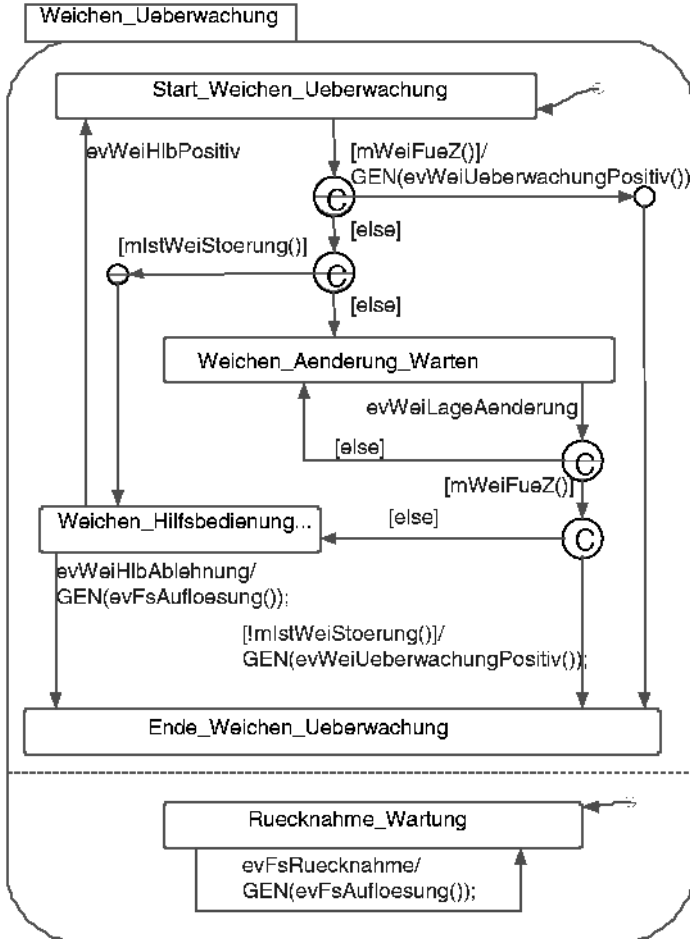 Weichen_Ueberwachung
Start_Weichen_Ueberwachung
evWeiHlbPositiv
[mWeiFueZ()]/
GEN(evWeiUeberwachungPositiv())
C
[else]
[mIstWeiStoerung()]
C
[else]
Weichen_Aenderung_Warten
evWeiLageAenderung
[else]
C
[mWeiFueZ()]
Weichen_Hilfsbedienung...
[else]
C
evWeiHlbAblehnung/
GEN(evFsAufloesung());
[!mIstWeiStoerung()]/
GEN(evWeiUeberwachungPositiv());
Ende_Weichen_Ueberwachung
Ruecknahme_Wartung
evFsRuecknahme/
GEN(evFsAufloesung());